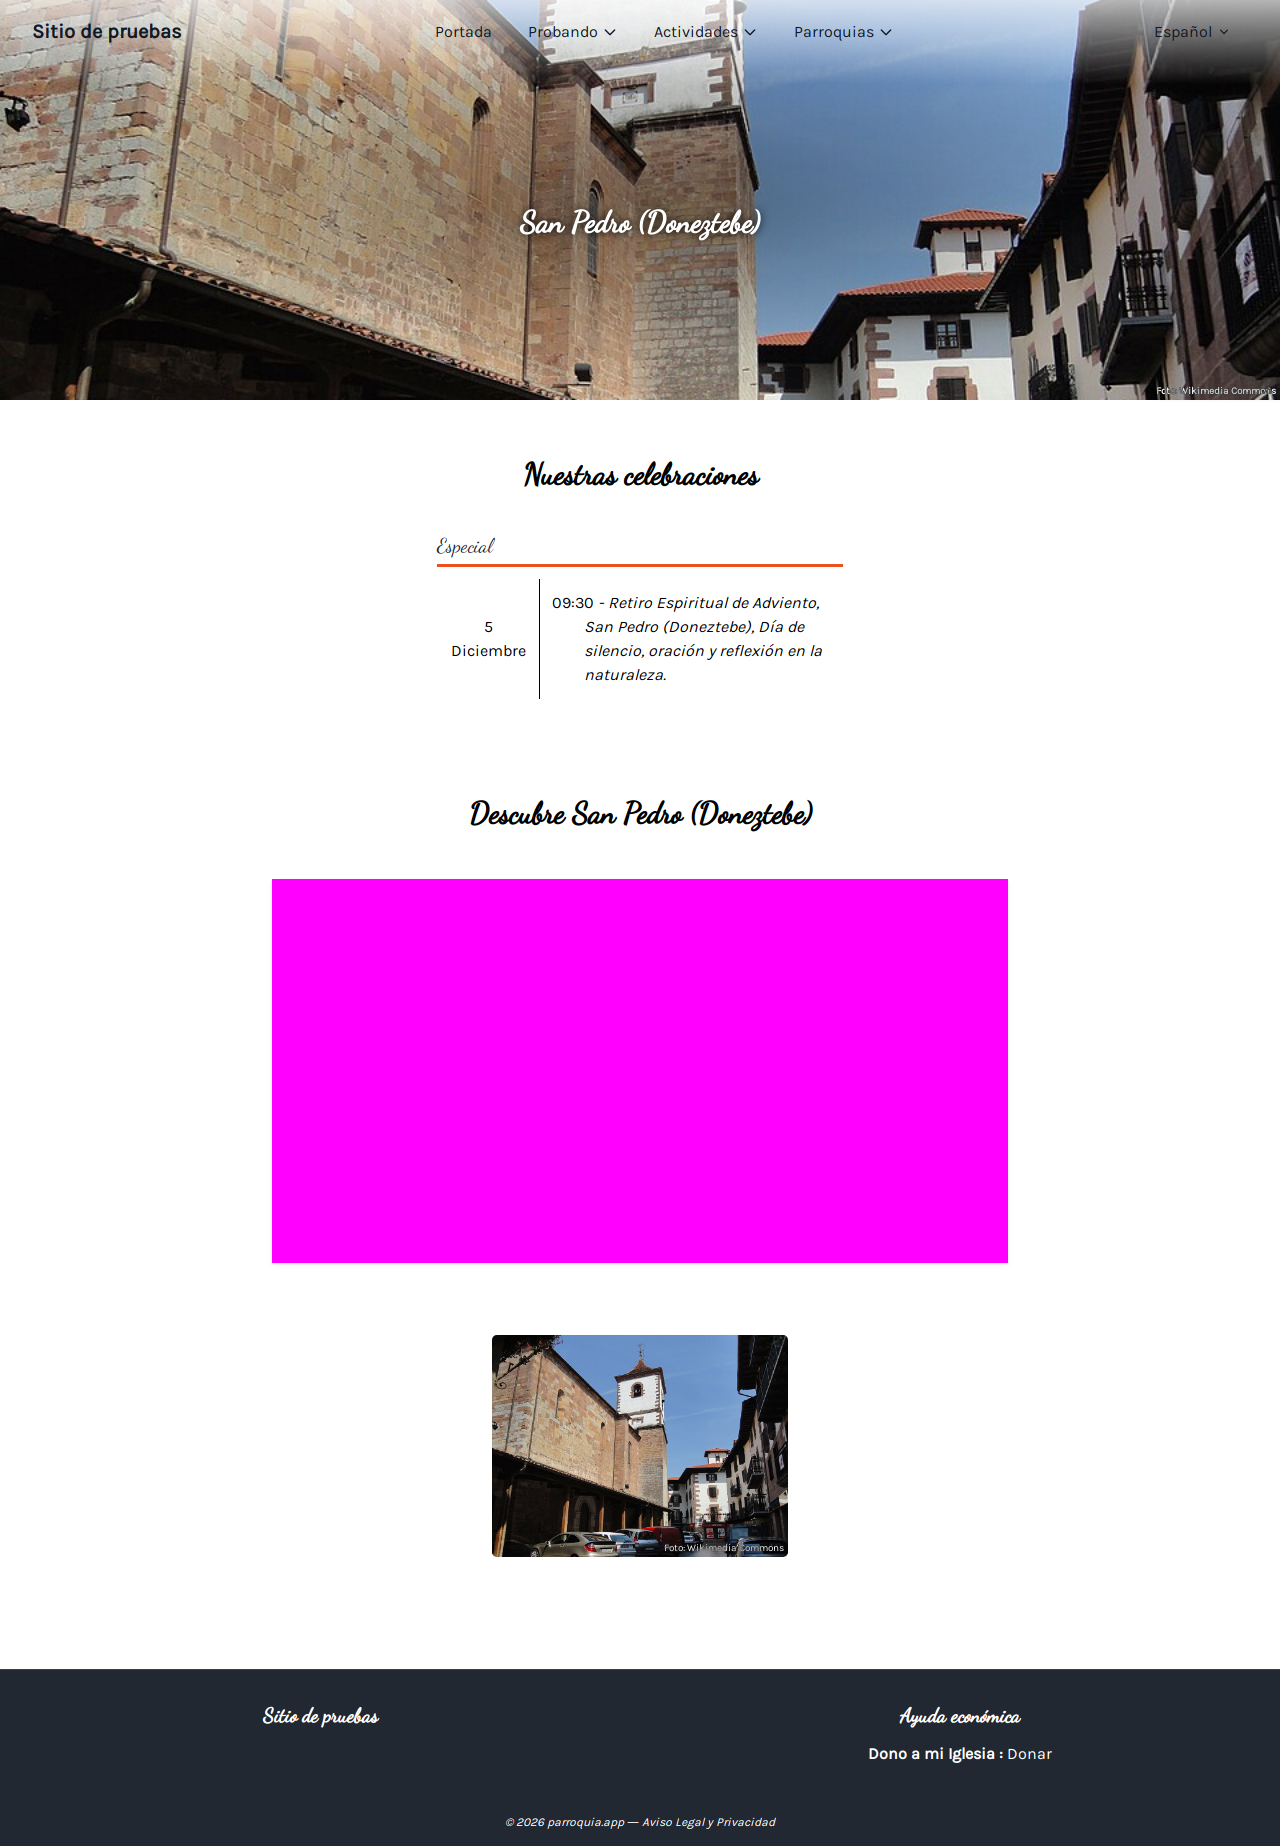 Sitio de pruebas
Portada
Probando
Actividades
Parroquias
Español
San Pedro (Doneztebe)
Foto: Wikimedia Commons
Nuestras celebraciones
Especial
5
Diciembre
09:30 - Retiro Espiritual de Adviento,
San Pedro (Doneztebe), Día de
silencio, oración y reflexión en la
naturaleza.
Descubre San Pedro (Doneztebe)
Foto: Wikimedia Commons
Sitio de pruebas
Ayuda económica
Dono a mi Iglesia : Donar
© 2026 parroquia.app — Aviso Legal y Privacidad